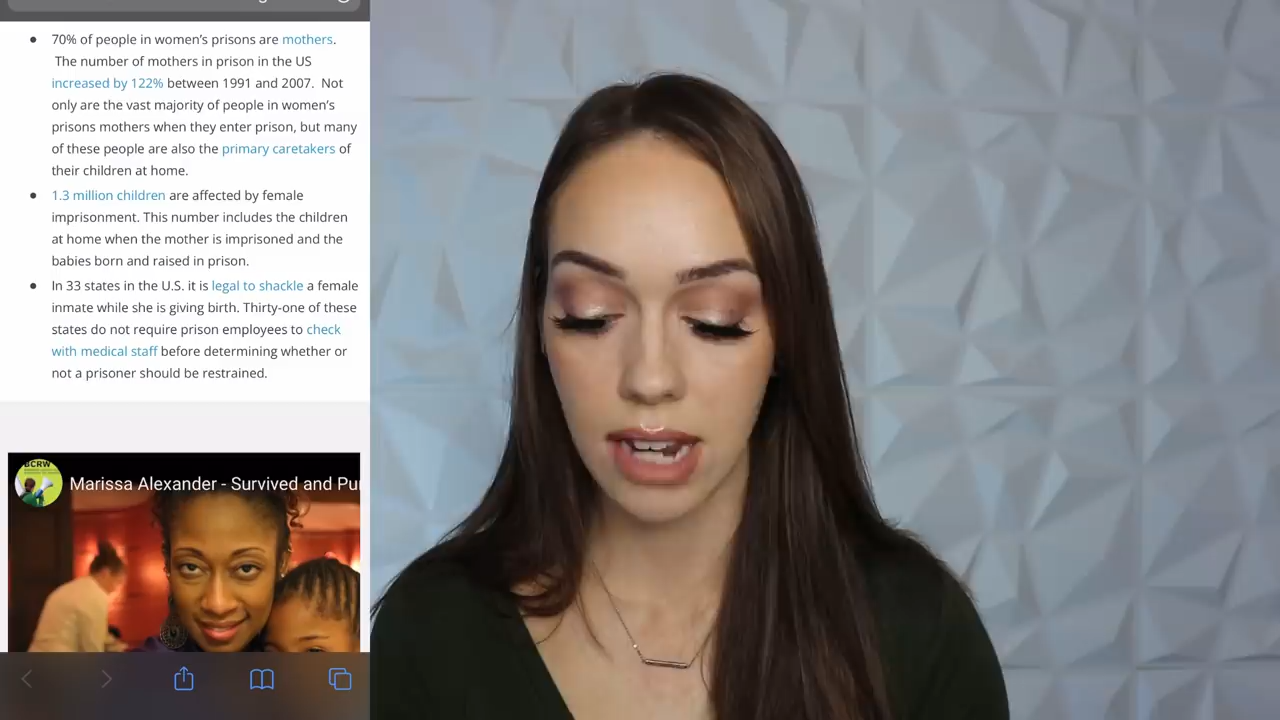 70% of people in women’s prisons are mothers.
The number of mothers in prison in the US
increased by 122% between 1991 and 2007. Not
only are the vast majority of people in women’s
prisons mothers when they enter prison, but many
of these people are also the primary caretakers of
their children at home.
1.3 million children are affected by female
imprisonment. This number includes the children
at home when the mother is imprisoned and the
babies born and raised in prison.
In 33 states in the U.S. it is legal to shackle a female
inmate while she is giving birth. Thirty-one of these
states do not require prison employees to check
with medical staff before determining whether or
not a prisoner should be restrained.
BCRW
Marissa Alexander - Survived and